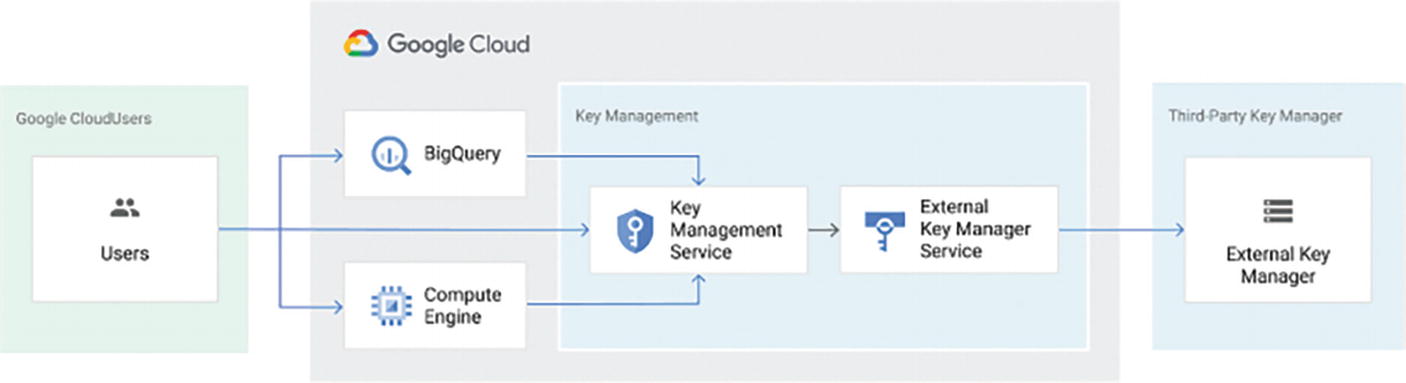 Google Cloud
Google CloudUsers
Users
BigQuery
Compute
Engine
Key Management
Key
Management
Service
External
Key Manager
Service
Third-Party Key Manager
External Key
Manager